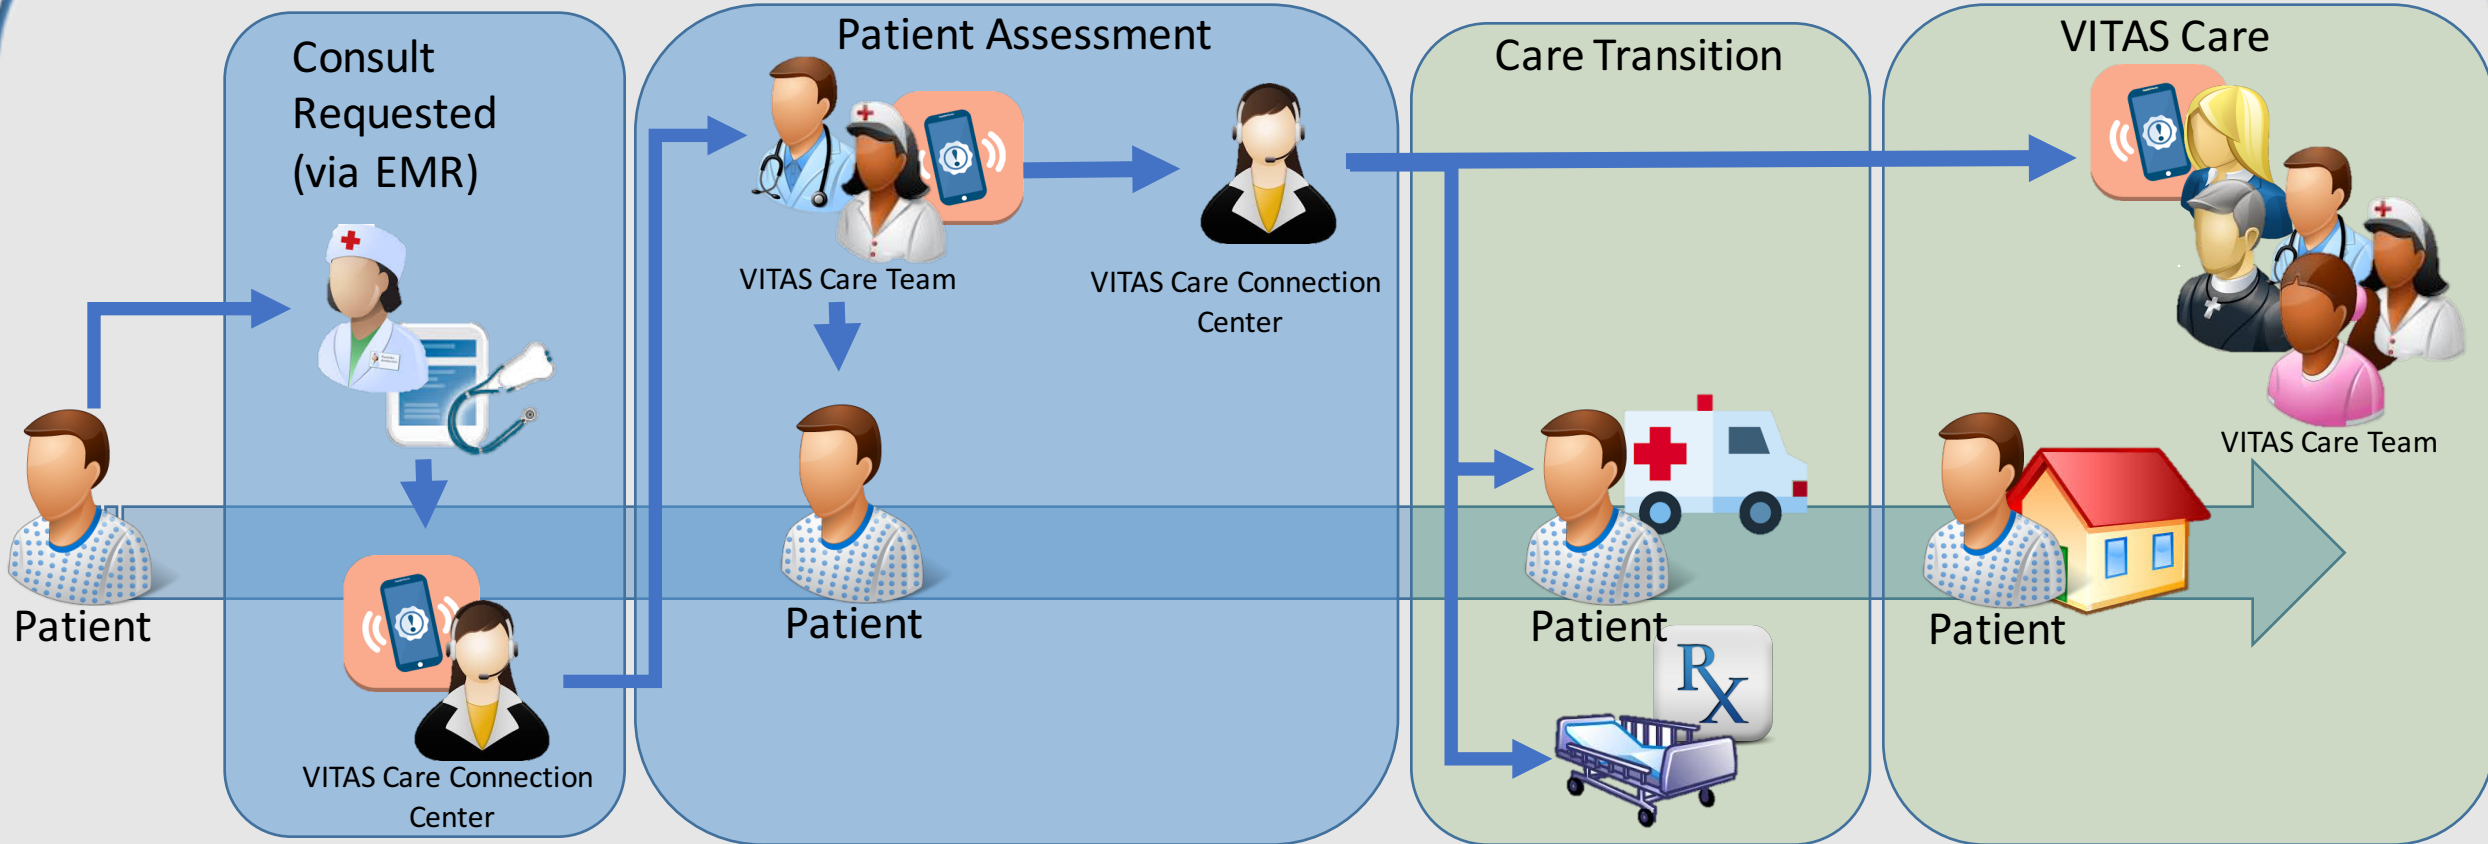 Patient
Consult
Requested
(via EMR)
VITAS Care Connection
Center
Patient Assessment
VITAS Care Team
VITAS Care Connection
Center
Patient
Care Transition
Patient
RX
VITAS Care
VITAS Care Team
Patient